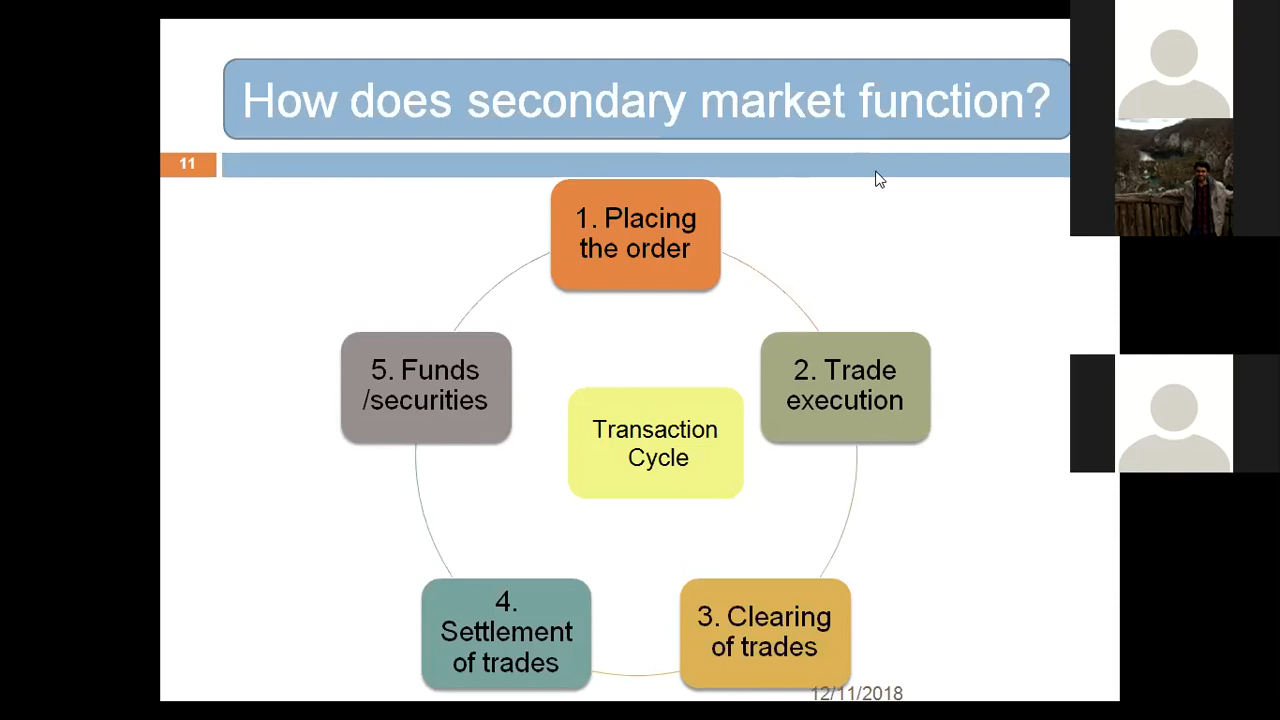 How does secondary market function?
11
1. Placing
the order
2. Trade
execution
3. Clearing
of trades
4.
Settlement
of trades
5. Funds
/securities
Transaction
Cycle
12/11/2018